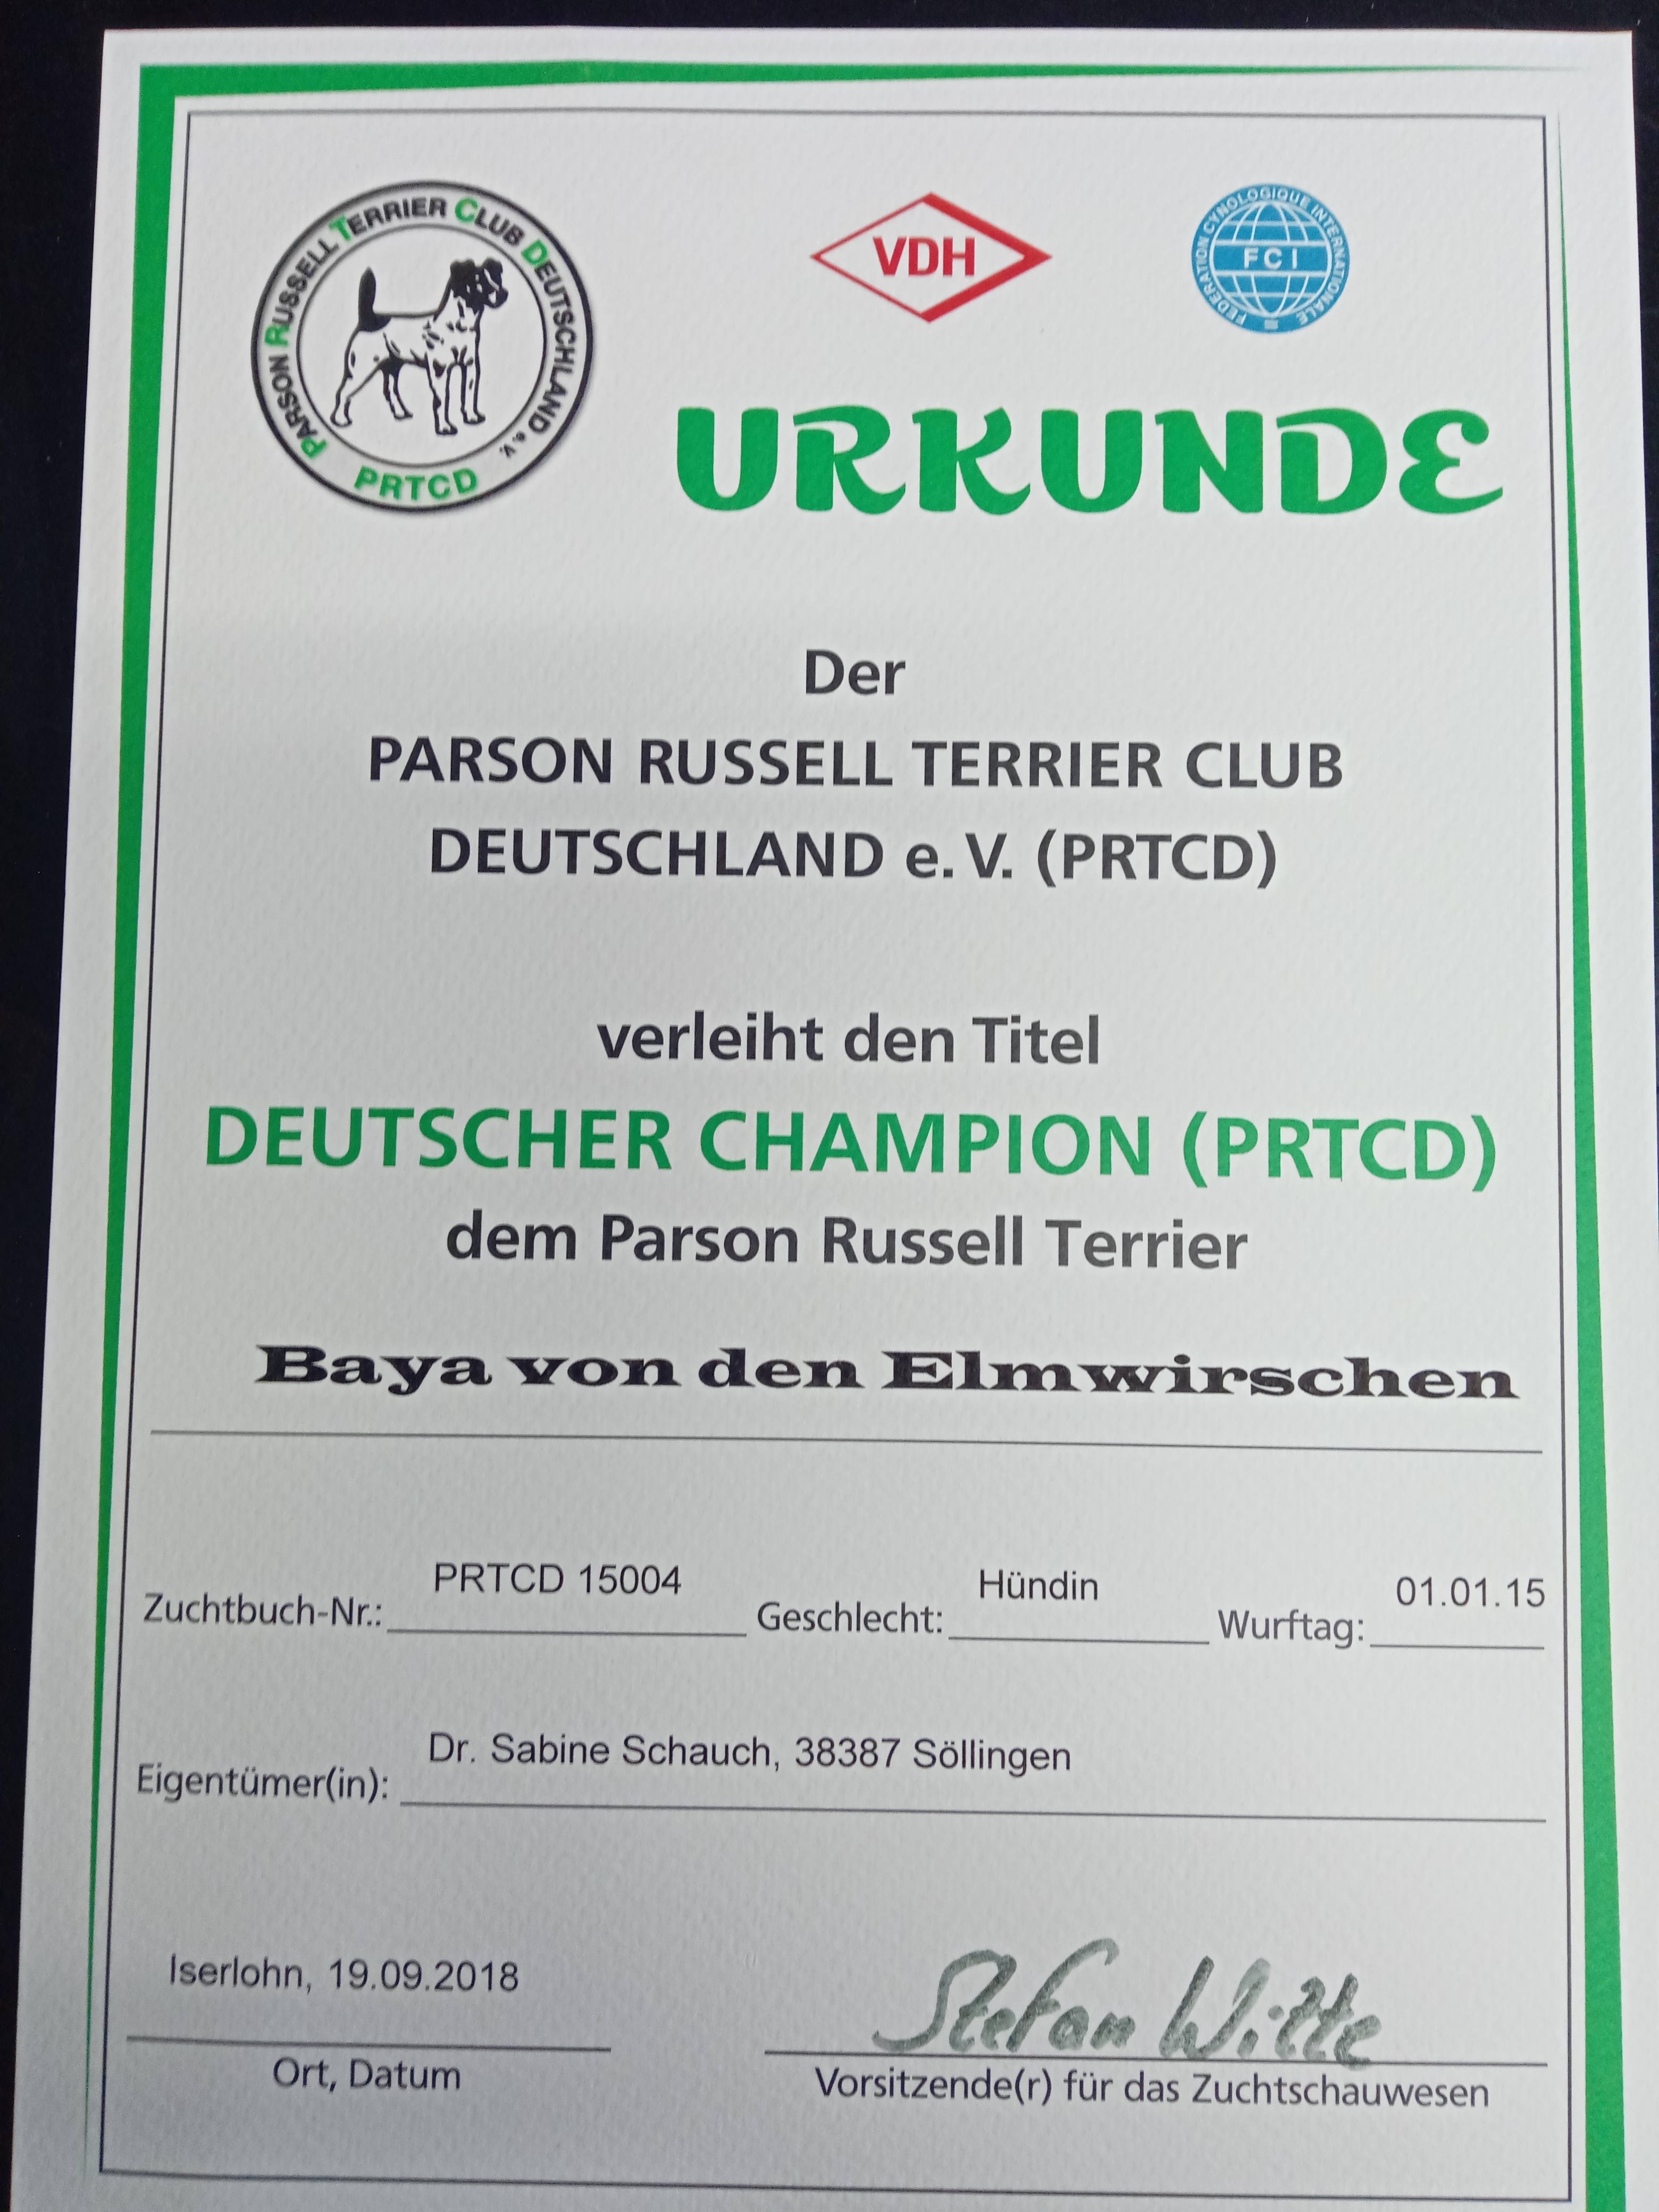 PARSON RUSSELL TERRIER CLUB DEUTSCHLAND e.V.
PRTCD
VDH
FEDERATION CYNOLOGIQUE INTERNATIONALE
FCI
URKUNDE
Der
PARSON RUSSELL TERRIER CLUB
DEUTSCHLAND e. V. (PRTCD)
verleiht den Titel
DEUTSCHER CHAMPION (PRTCD)
dem Parson Russell Terrier
Baya von den Elmwirschen
Zuchtbuch-Nr.: PRTCD 15004 Geschlecht: Hündin Wurftag: 01.01.15
Eigentümer(in): Dr. Sabine Schauch, 38387 Söllingen
Iserlohn, 19.09.2018 Stefan Witte
Ort, Datum Vorsitzende(r) für das Zuchtschauwesen